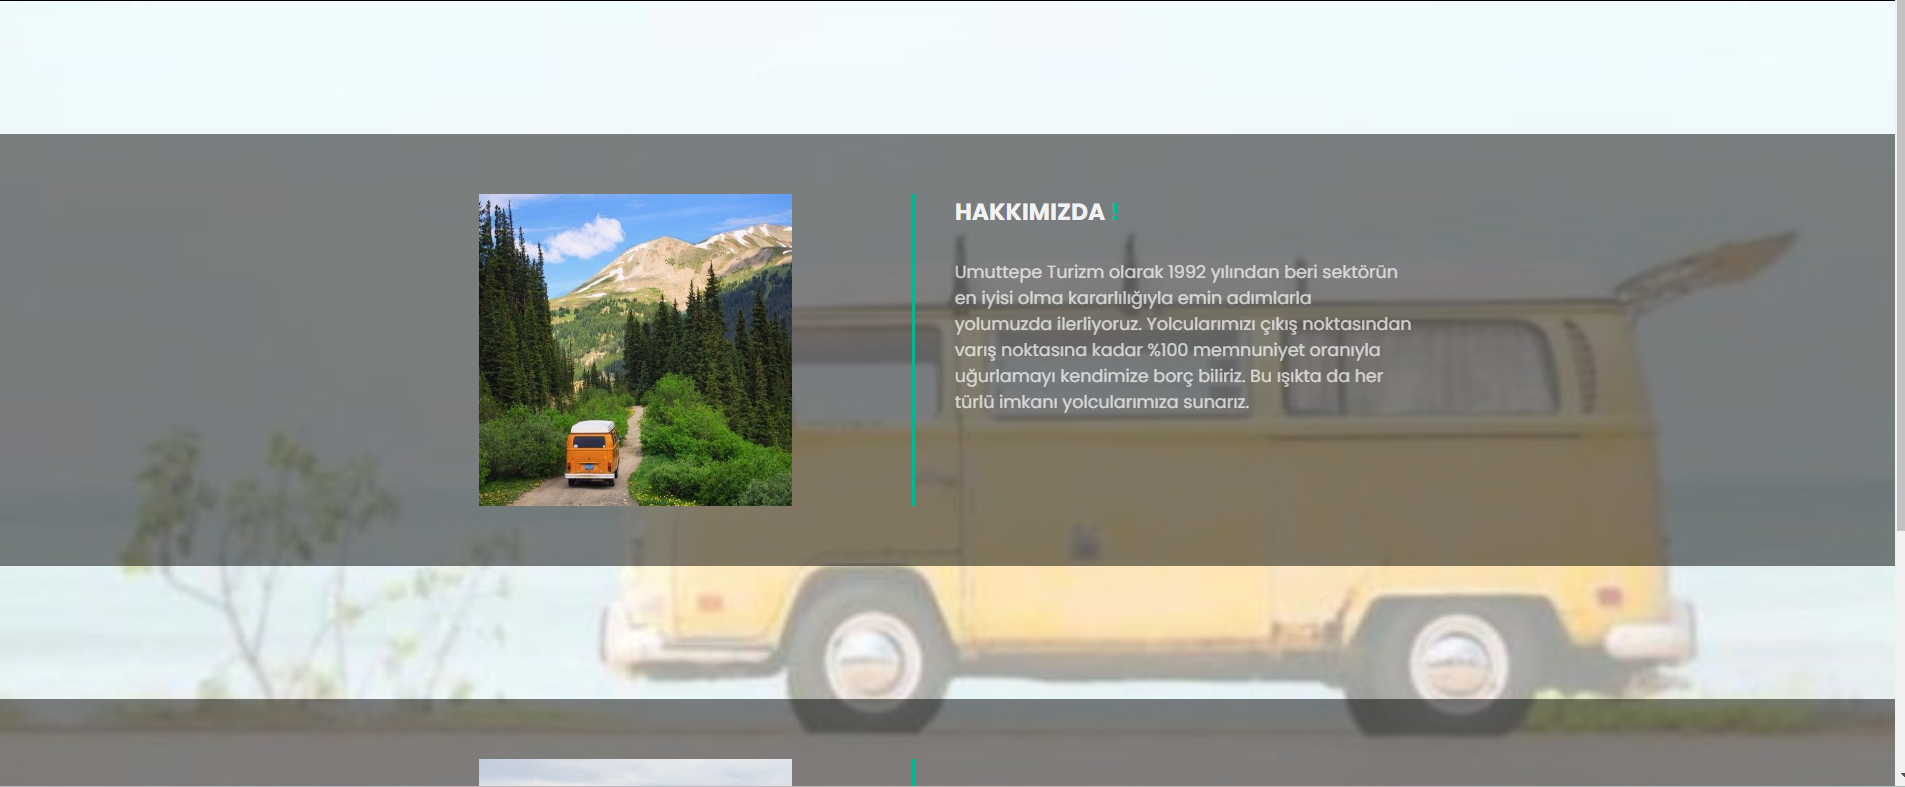 HAKKIMIZDA !
Umuttepe Turizm olarak 1992 yılından beri sektörün
en iyisi olma kararlılığıyla emin adımlarla
yolumuzda ilerliyoruz. Yolcularımızı çıkış noktasından
varış noktasına kadar %100 memnuniyet oranıyla
uğurlamayı kendimize borç biliriz. Bu ışıkta da her
türlü imkanı yolcularımıza sunarız.